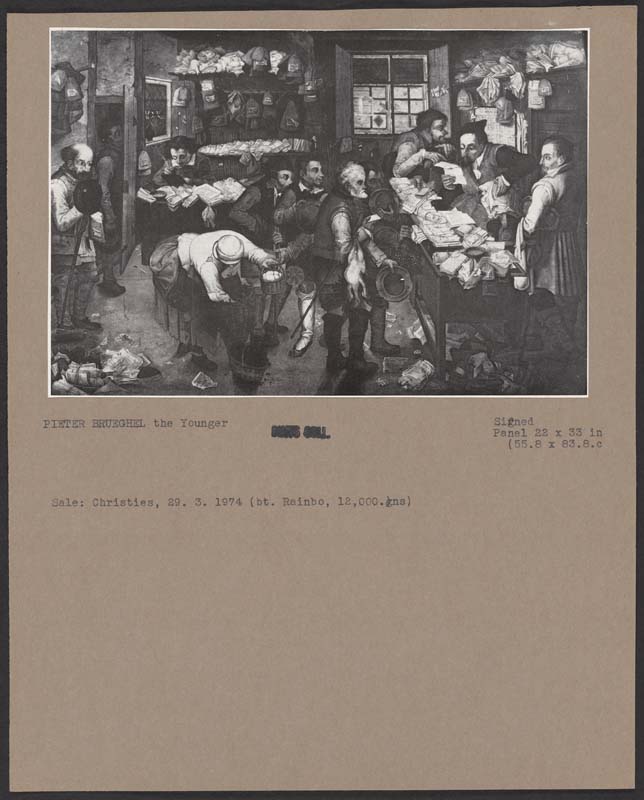 PIETER BRUEGHEL the Younger
COLL.
Signed
Panel 22 x 33 in
(55.8 x 83.8.c
Sale: Christies, 29. 3. 1974 (bt. Rainbo, 12,000.gns)